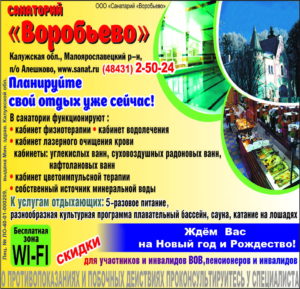 САНАТОРИЙ
ООО «Санаторий «Воробьево»
«Воробьево»
Калужская обл., Малоярославецкий р-н,
п/о Алешково, www.sanat.ru (48431) 2-50-24
Планируйте
свой отдых уже сейчас!
В санатории функционируют :
• кабинет физиотерапии • кабинет водолечения
• кабинет лазерного очищения крови
кабинеты: углекислых ванн, суховоздушных радоновых ванн,
нафталановых ванн
• кабинет цветоимпульсной терапии
• собственный источник минеральной воды
К услугам отдыхающих: 5-разовое питание,
разнообразная культурная программа плавательный бассейн, сауна, катание на лошадях
Бесплатная
зона
WI-FI
Ждём Вас
на Новый год и Рождество!
СКИДКИ
для участников и инвалидов ВОВ,пенсионеров и инвалидов
О ПРОТИВОПОКАЗАНИЯХ И ПОБОЧНЫХ ДЕЙСТВИЯХ ПРОКОНСУЛЬТИРУЙТЕСЬ У СПЕЦИАЛИСТА